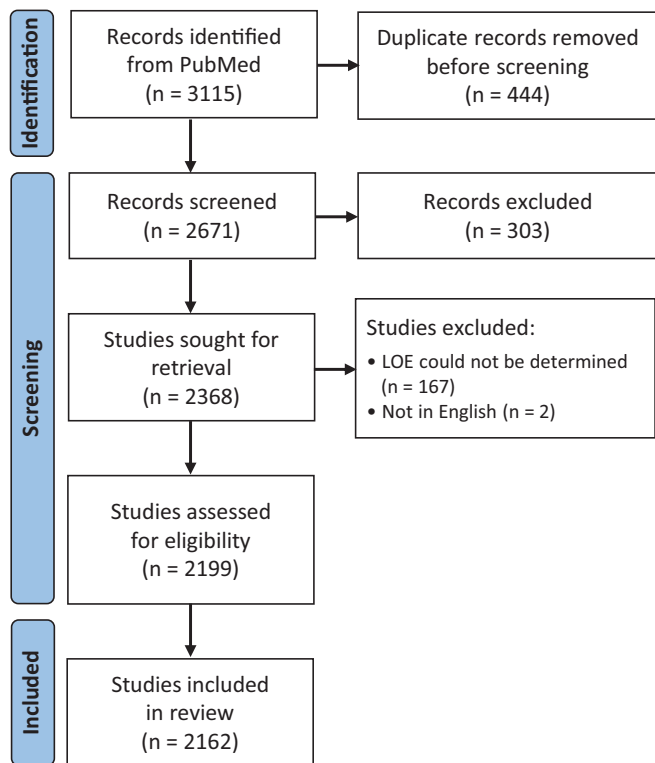 Identification
Records identified
from PubMed
(n = 3115)
Duplicate records removed
before screening
(n = 444)
Screening
Records screened
(n = 2671)
Records excluded
(n = 303)
Studies sought for
retrieval
(n = 2368)
Studies excluded:
• LOE could not be determined
(n = 167)
• Not in English (n = 2)
Studies assessed
for eligibility
(n = 2199)
Included
Studies included
in review
(n = 2162)